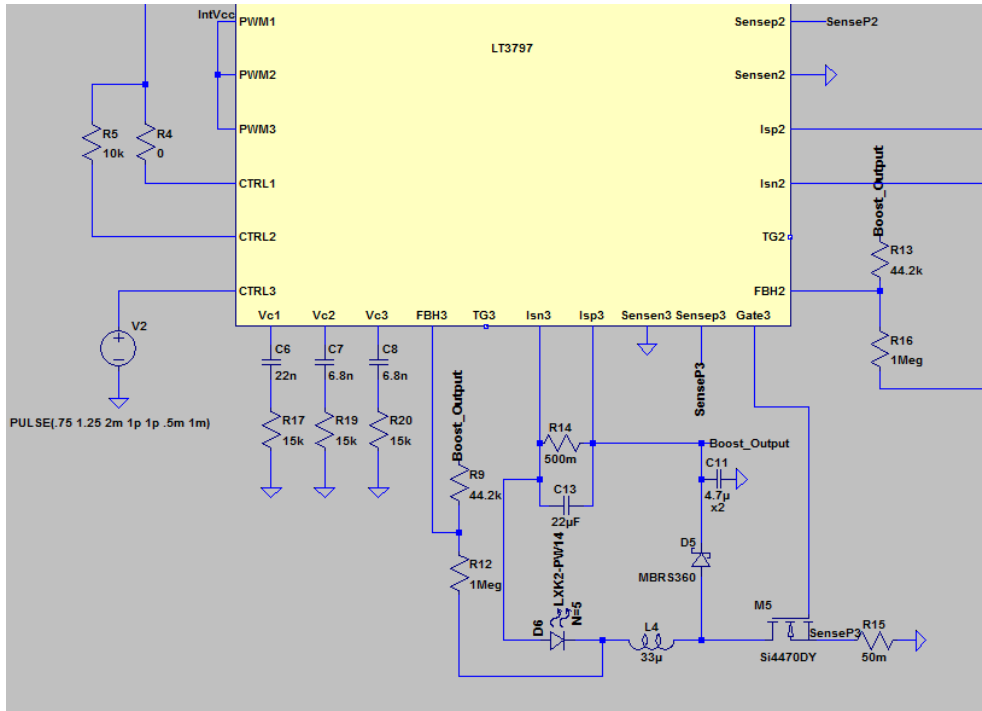 IntVcc
PWM1
Sensep2
SenseP2
LT3797
PWM2
Sensen2
R5
10k
R4
0
PWM3
Isp2
CTRL1
Isn2
Boost_Output
CTRL2
TG2
R13
44.2k
CTRL3
FBH2
Vc1
Vc2
Vc3
FBH3
TG3
Isn3
Isp3
Sensen3
Sensep3
Gate3
V2
C6
22n
C7
6.8n
C8
6.8n
R16
1Meg
SenseP3
PULSE(.75 1.25 2m 1p 1p .5m 1m)
R17
15k
R19
15k
R20
15k
Boost_Output
R14
500m
Boost_Output
R9
44.2k
C13
22µF
C11
4.7µ
x2
LXK2-PW14
N=5
D5
MBRS360
R12
1Meg
D6
L4
33µ
M5
Si4470DY
SenseP3
R15
50m